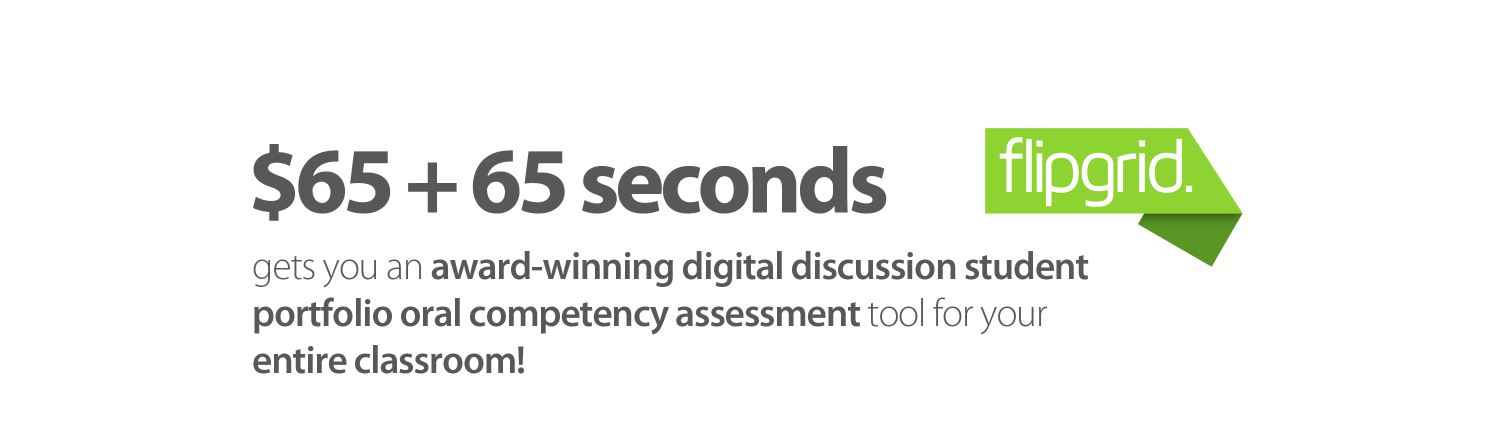 $65 + 65 seconds
flipgrid.
gets you an award-winning digital discussion student
portfolio oral competency assessment tool for your
entire classroom!